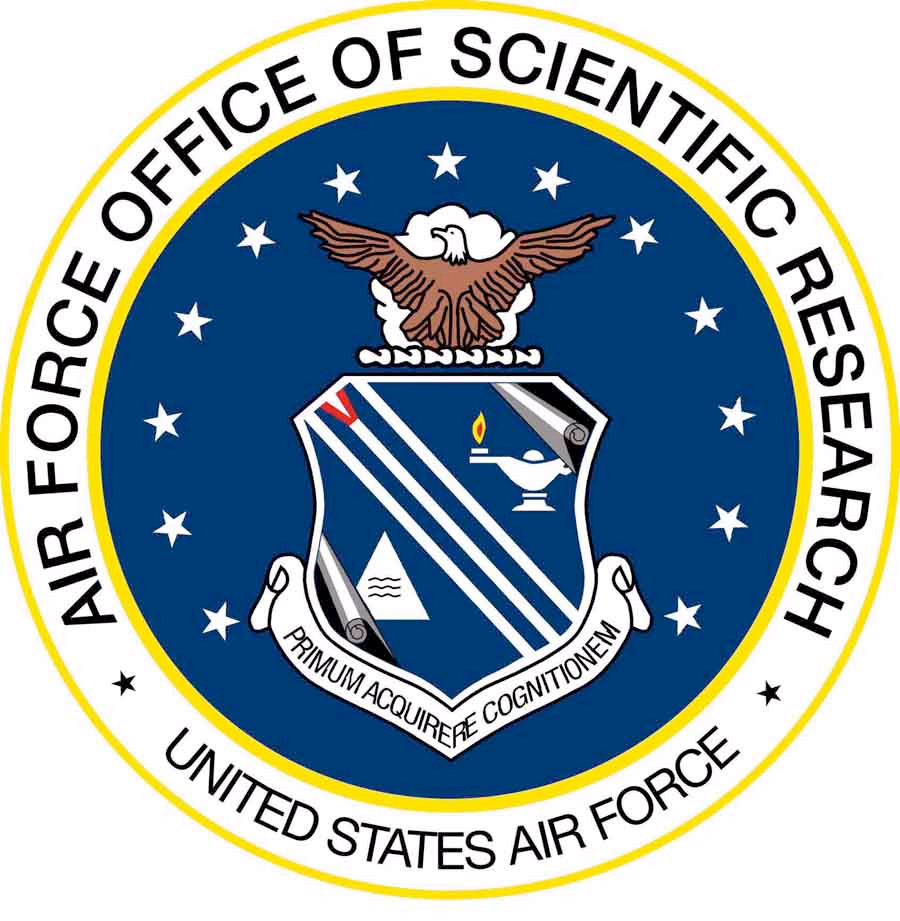 AIR FORCE OFFICE OF SCIENTIFIC RESEARCH
PRIMUM ACQUIRERE COGNITIONEM
UNITED STATES AIR FORCE